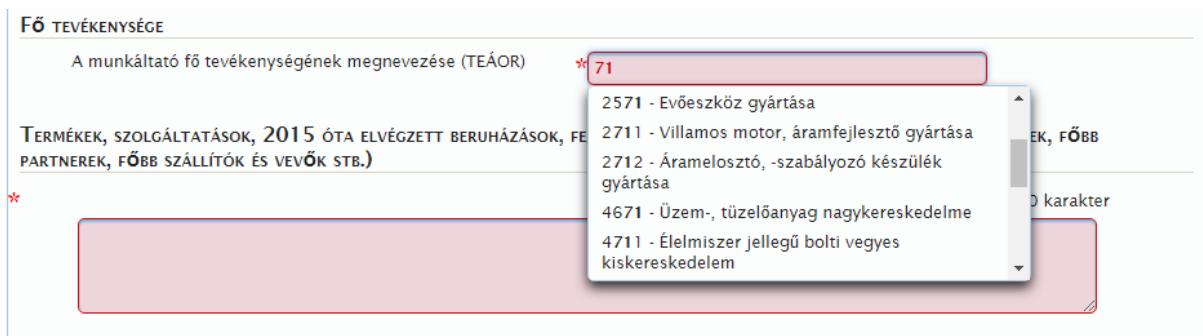 Fő tevékenysége
A munkáltató fő tevékenységének megnevezése (TEÁOR)
* 71
2571 - Evőeszköz gyártása
2711 - Villamos motor, áramfejlesztő gyártása
2712 - Áramelosztó, -szabályozó készülék
gyártása
4671 - Üzem-, tüzelőanyag nagykereskedelme
4711 - Élelmiszer jellegű bolti vegyes
kiskereskedelem
Termékek, szolgáltatások, 2015 óta elvégzett beruházások,
partnerek, főbb szállítók és vevők stb.)
főbb
*
karakter